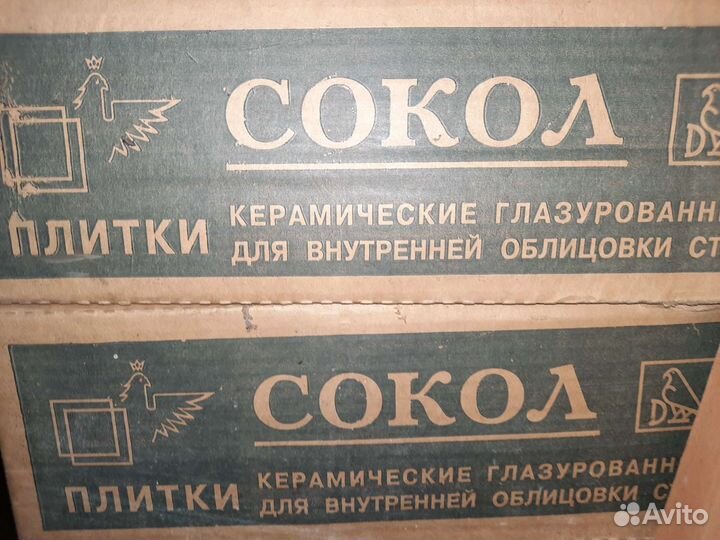 СОКОЛ
ПЛИТКИ
КЕРАМИЧЕСКИЕ ГЛАЗУРОВАНН
ДЛЯ ВНУТРЕННЕЙ ОБЛИЦОВКИ СТ
СОКОЛ
ПЛИТКИ
КЕРАМИЧЕСКИЕ ГЛАЗУРОВАНН
ДЛЯ ВНУТРЕННЕЙ ОБЛИЦОВКИ СТ
Avito